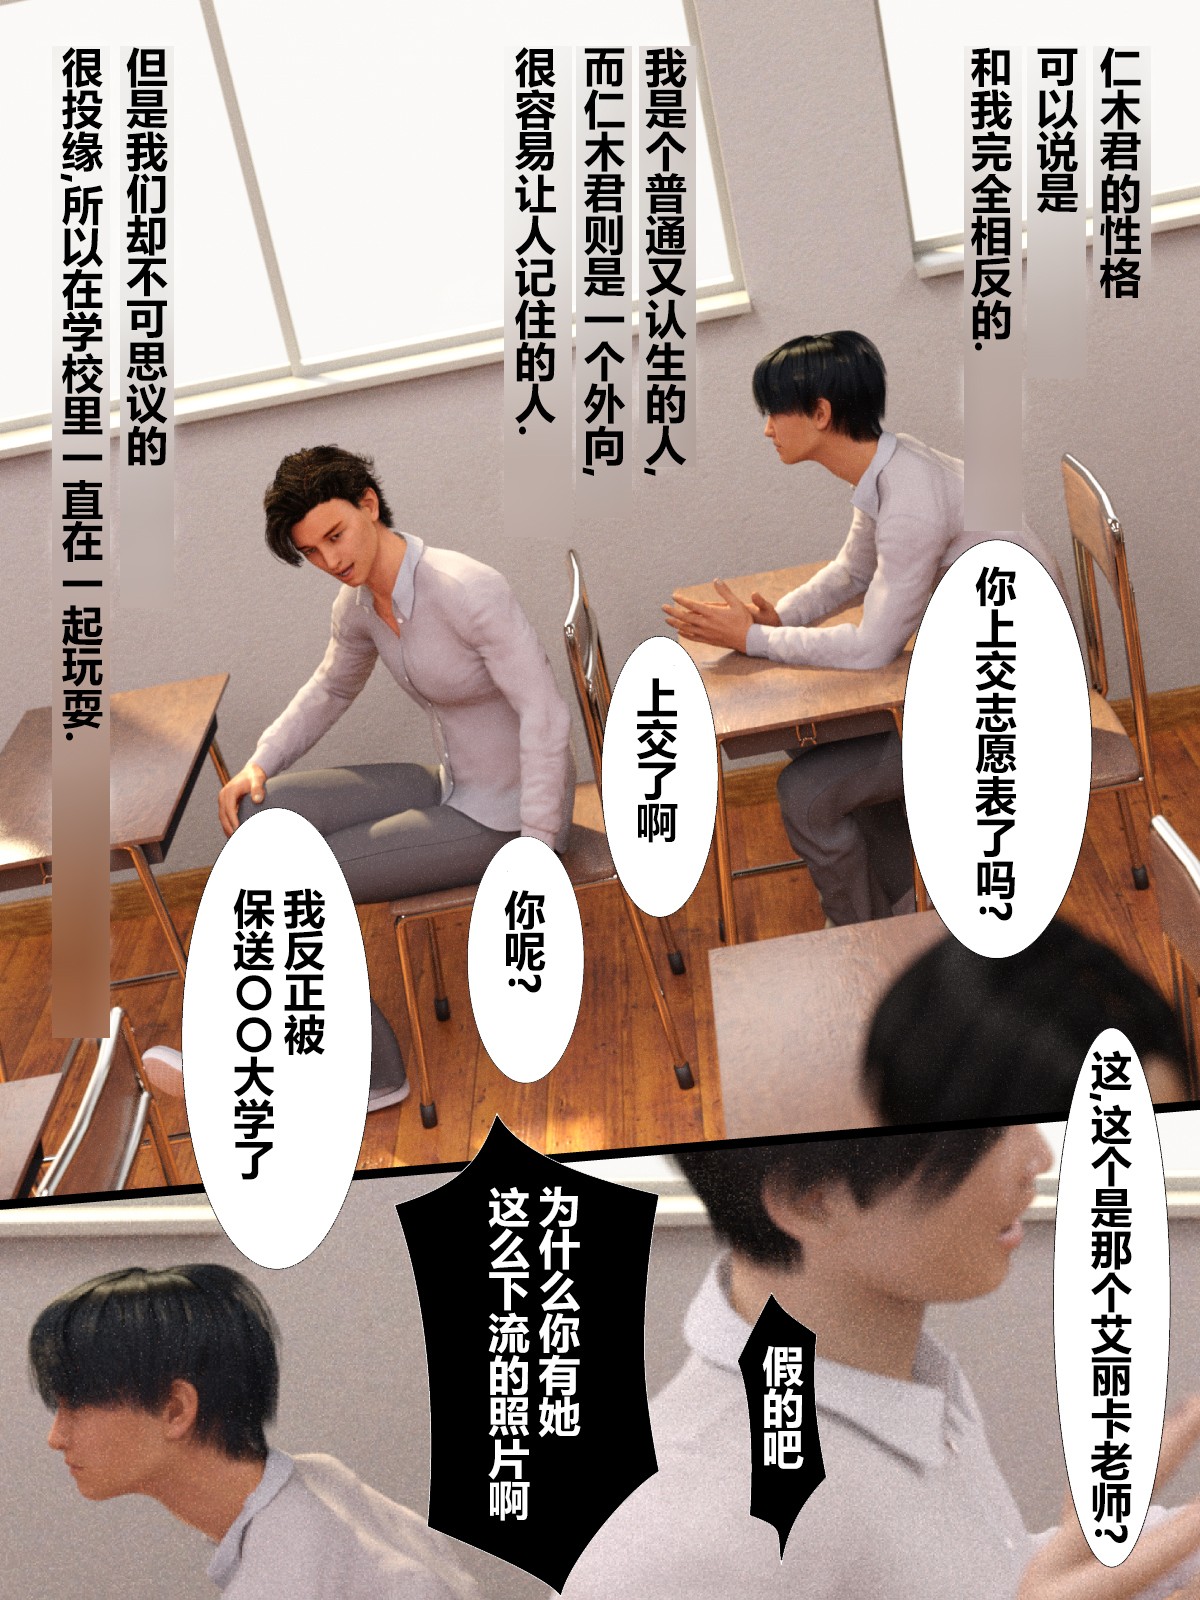 仁木君的性格
可以说是
和我完全相反的.
我是个普通又认生的人,
而仁木君则是一个外向,
很容易让人记住的人.
但是我们却不可思议的
很投缘,所以在学校里一直在一起玩耍.
你上交志愿表了吗?
上交了啊
你呢?
我反正被
保送〇〇大学了
这,这个是那个艾丽卡老师?
假的吧
为什么你有她
这么下流的照片啊